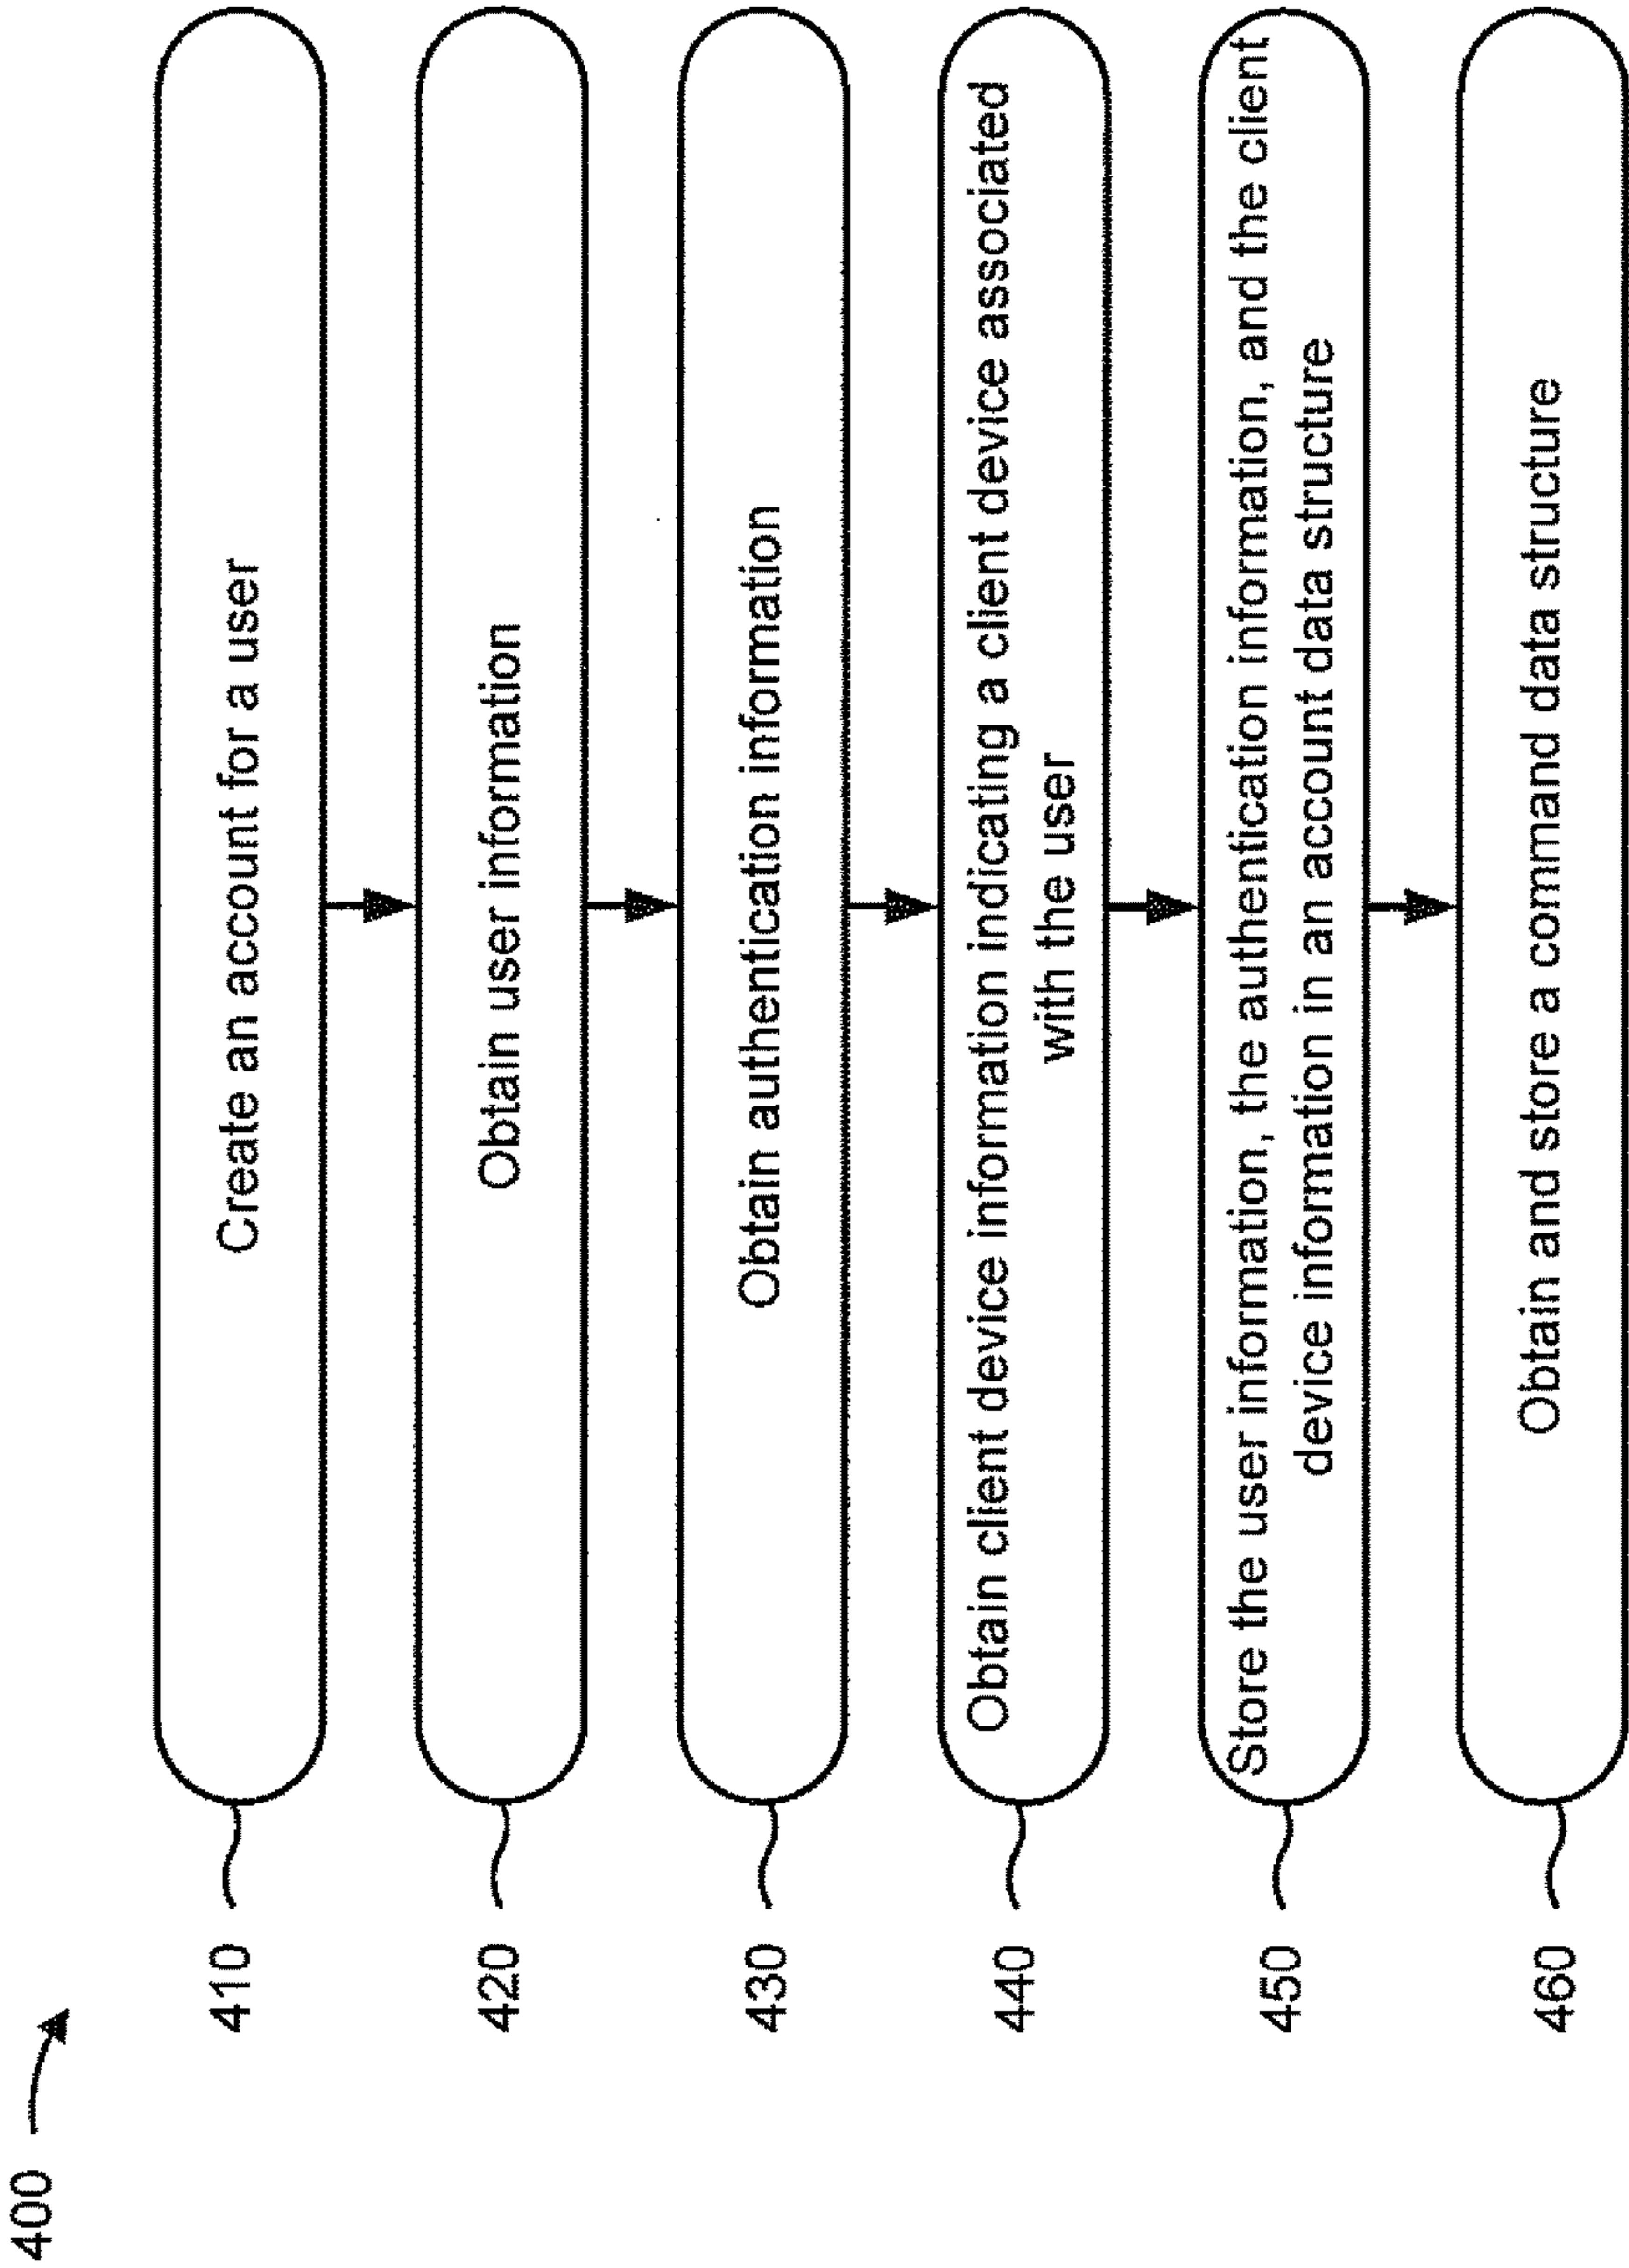 400
410
Create an account for a user
420
Obtain user information
430
Obtain authentication information
440
Obtain client device information indicating a client device associated
with the user
450
Store the user information, the authentication information, and the client
device information in an account data structure
460
Obtain and store a command data structure